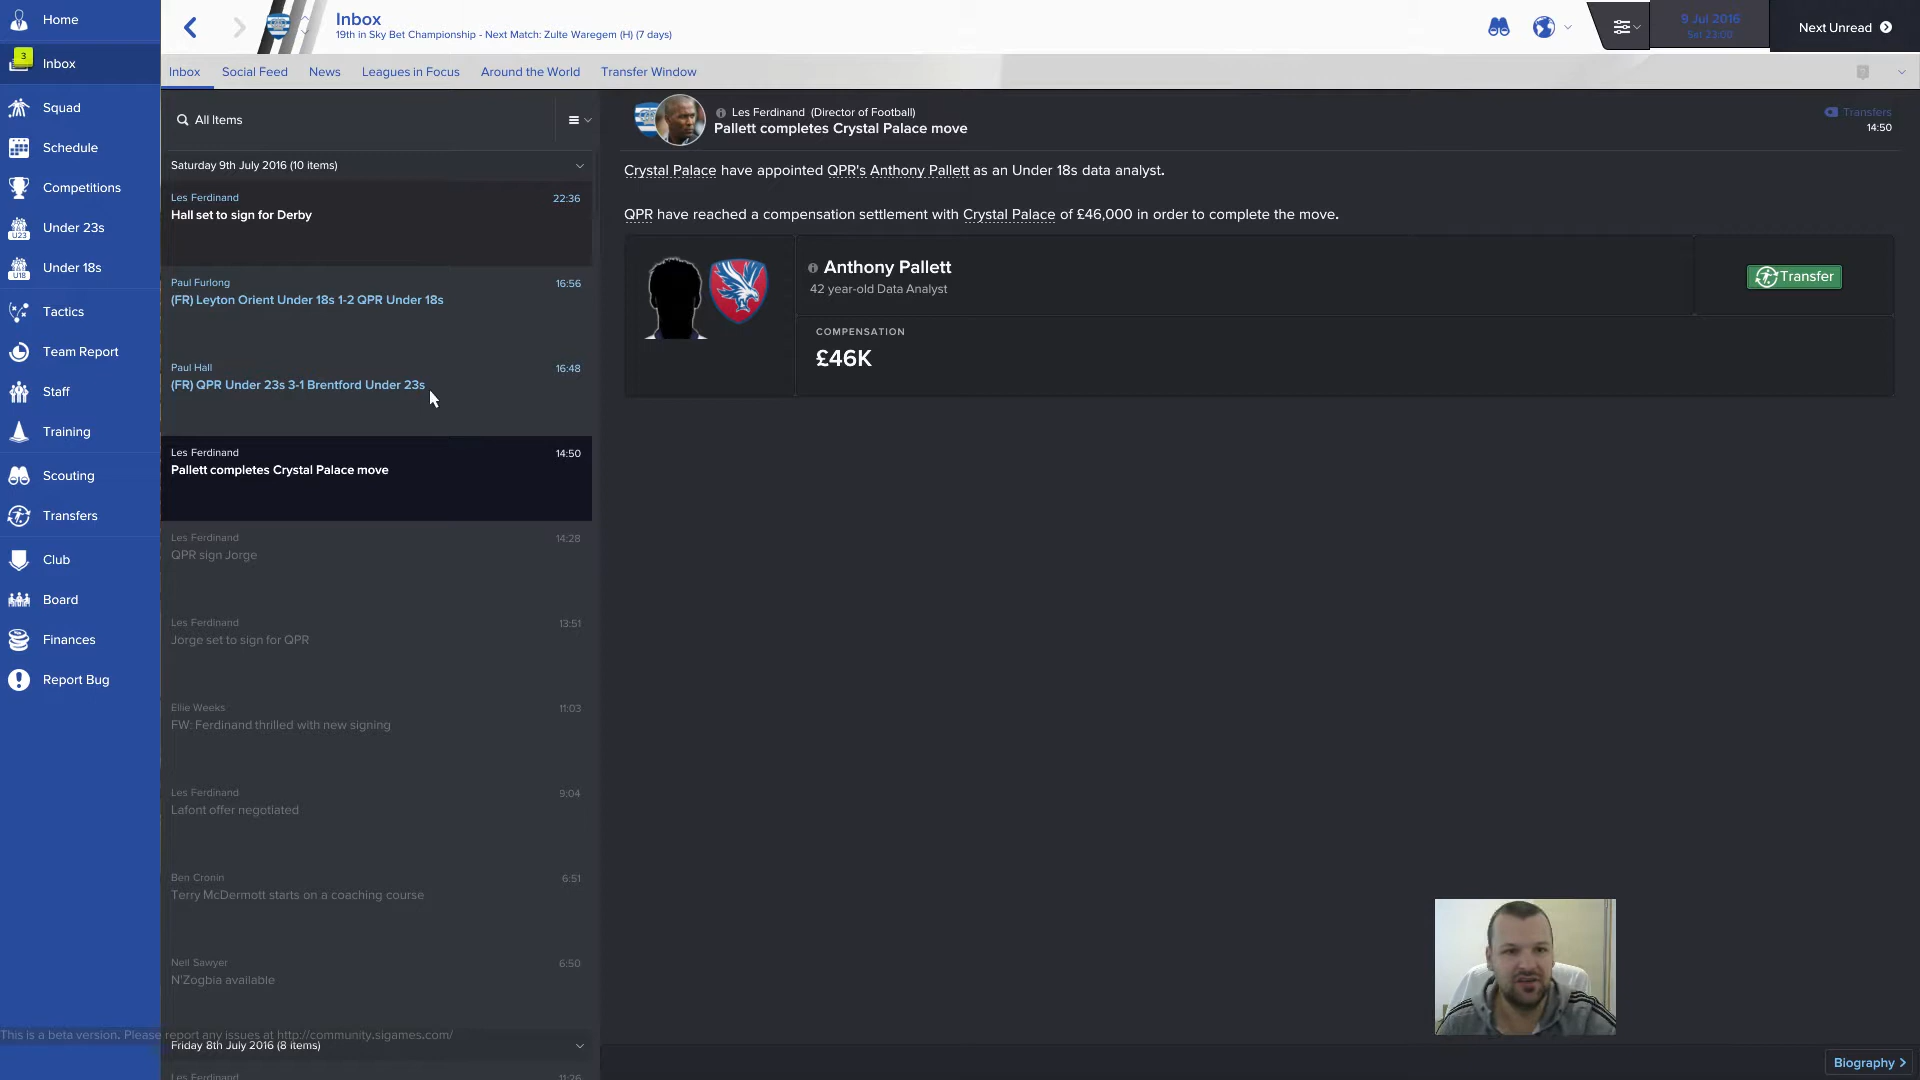 Home
3
Inbox
Squad
Schedule
Competitions
Under 23s
Under 18s
Tactics
Team Report
Staff
Training
Scouting
Transfers
Club
Board
Finances
Report Bug
Inbox
19th in Sky Bet Championship - Next Match: Zulte Waregem (H) (7 days)
9 Jul 2016
Sat 23:00
Next Unread
Inbox
Social Feed
News
Leagues in Focus
Around the World
Transfer Window
All Items
Saturday 9th July 2016 (10 items)
Les Ferdinand 22:36
Hall set to sign for Derby
Paul Furlong 16:56
(FR) Leyton Orient Under 18s 1-2 QPR Under 18s
Paul Hall 16:48
(FR) QPR Under 23s 3-1 Brentford Under 23s
Les Ferdinand 14:50
Pallett completes Crystal Palace move
Les Ferdinand 14:28
QPR sign Jorge
Les Ferdinand 13:51
Jorge set to sign for QPR
Ellie Weeks 11:03
FW: Ferdinand thrilled with new signing
Les Ferdinand 9:04
Lafont offer negotiated
Ben Cronin 6:51
Terry McDermott starts on a coaching course
Neil Sawyer 6:50
N'Zogbia available
This is a beta version. Please report any issues at http://community.sigames.com/
Friday 8th July 2016 (8 items)
Les Ferdinand 11:26
Les Ferdinand (Director of Football)
Pallett completes Crystal Palace move
Transfers
14:50
Crystal Palace have appointed QPR's Anthony Pallett as an Under 18s data analyst.
QPR have reached a compensation settlement with Crystal Palace of £46,000 in order to complete the move.
Anthony Pallett
42 year-old Data Analyst
Transfer
COMPENSATION
£46K
Biography